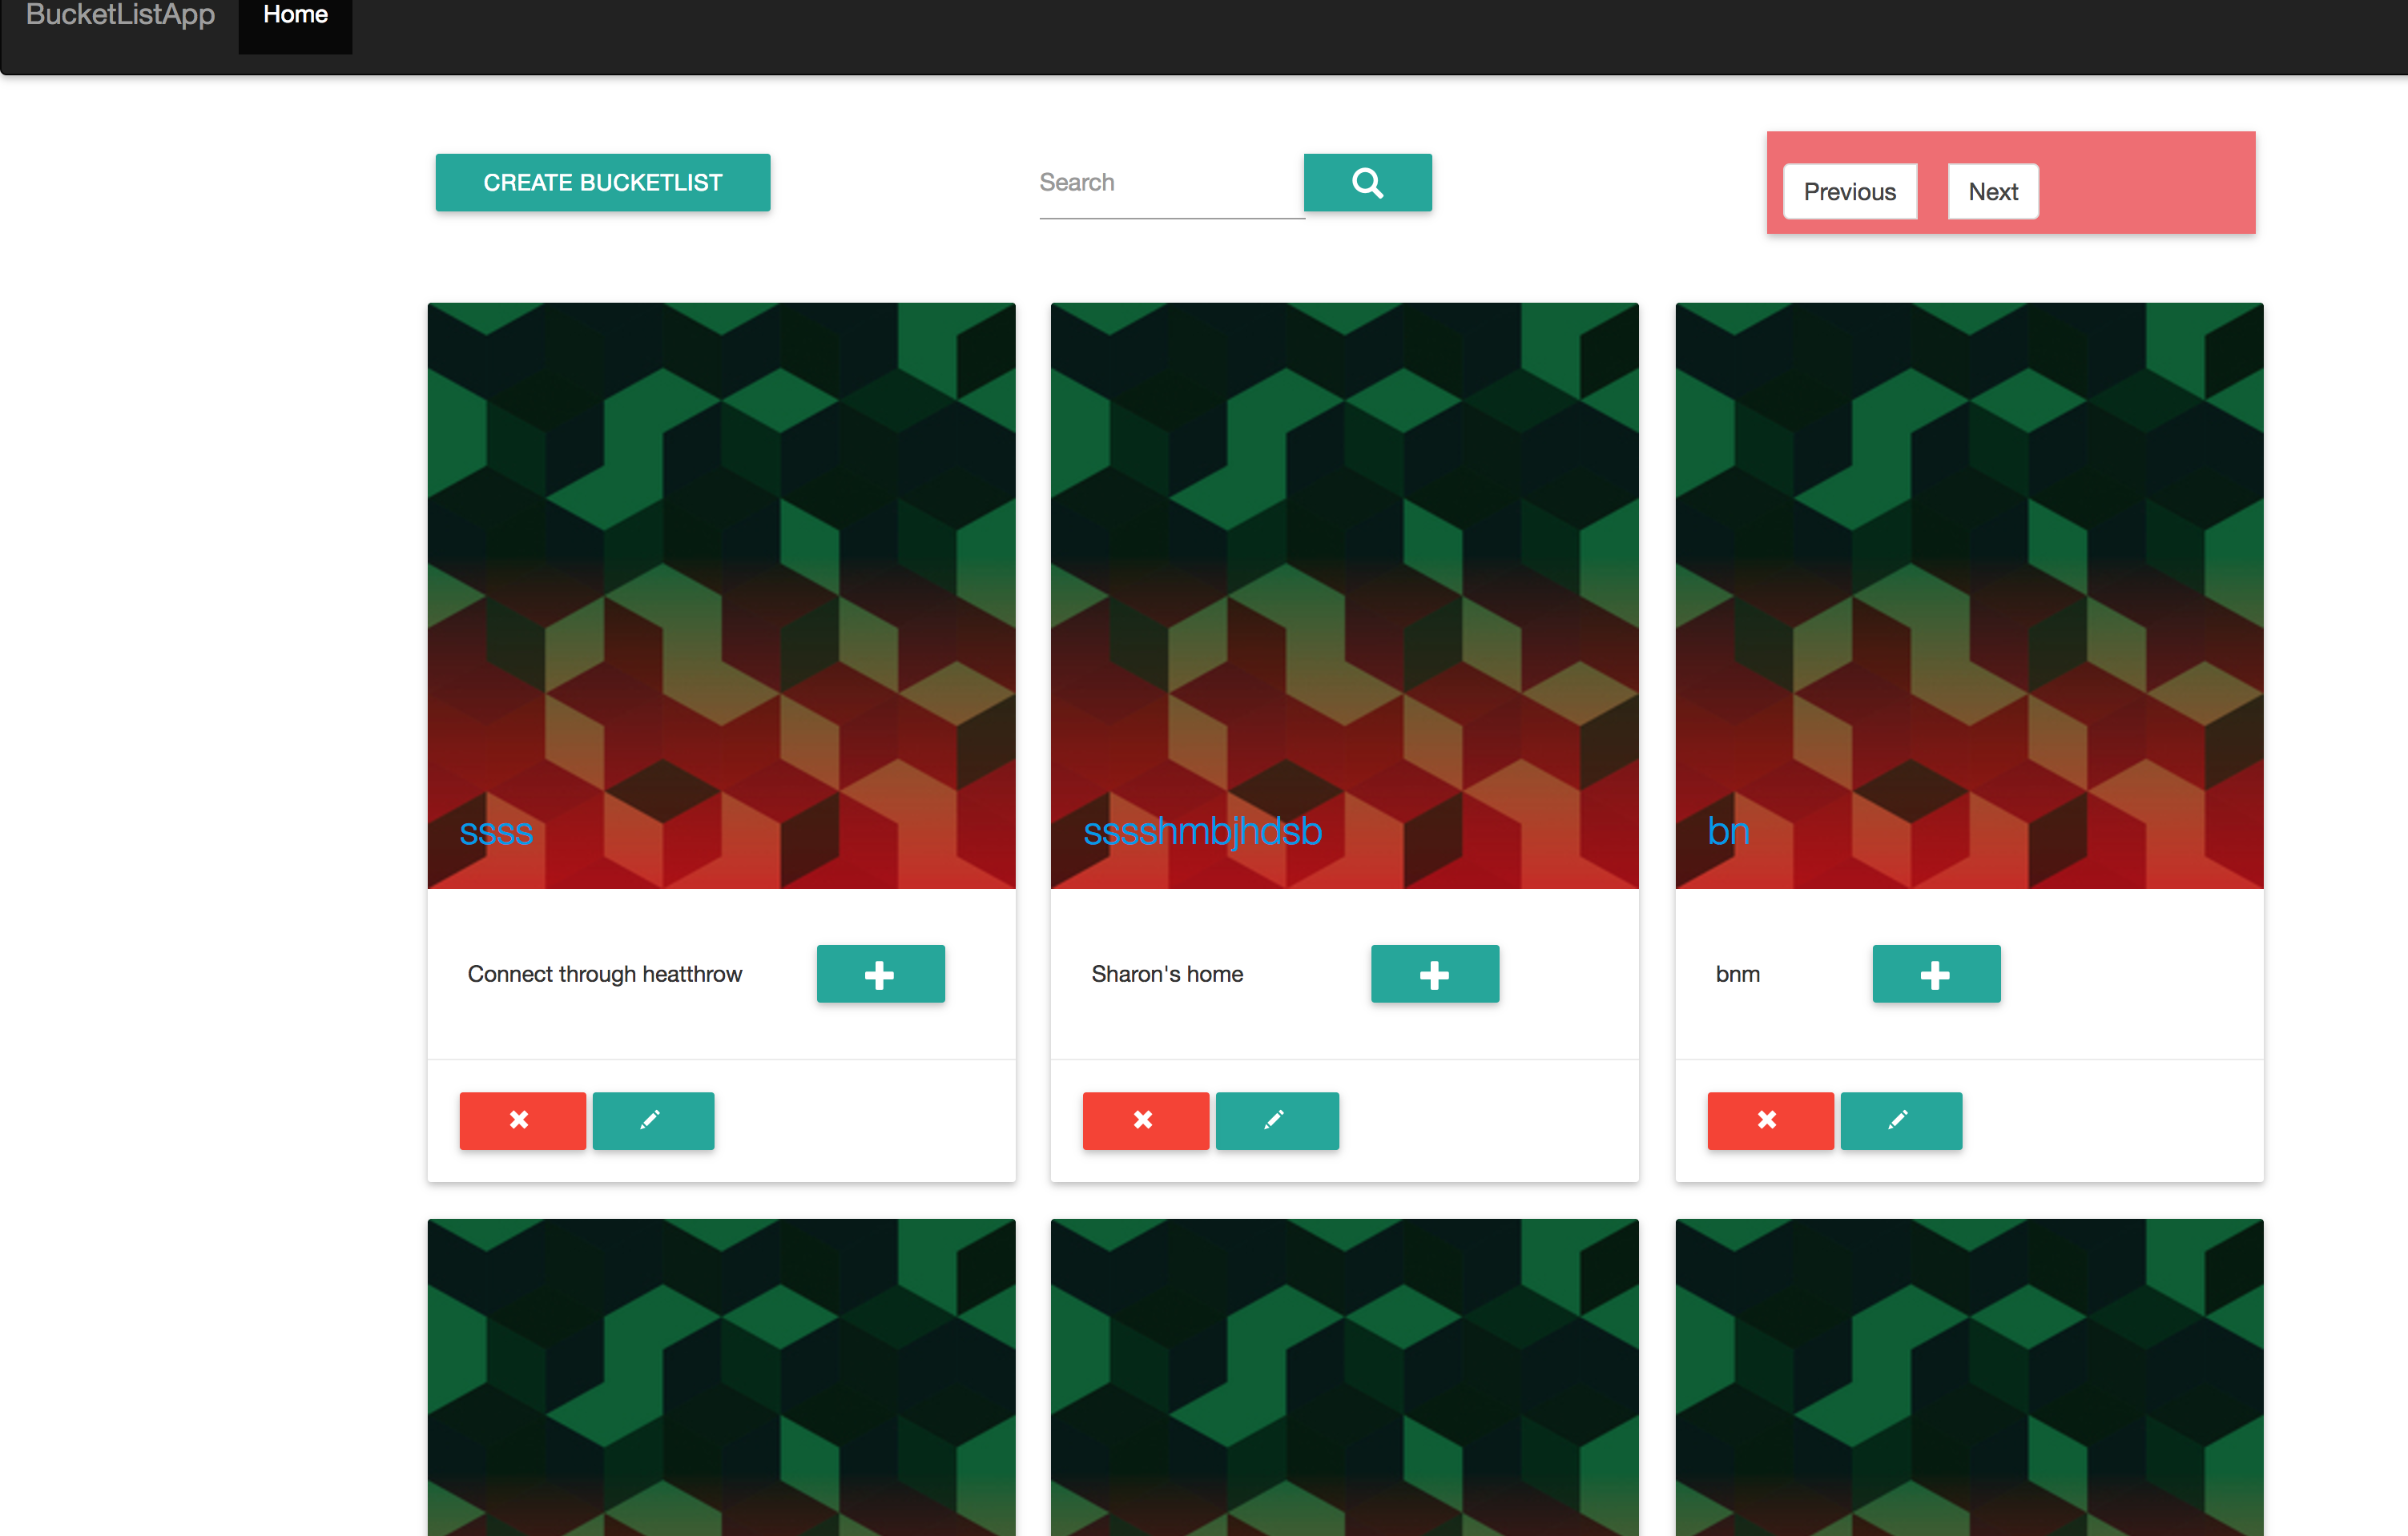 BucketListApp Home
CREATE BUCKETLIST Search Previous Next
ssss
Connect through heatthrow
sssshmbjhdsb
Sharon's home
bn
bnm